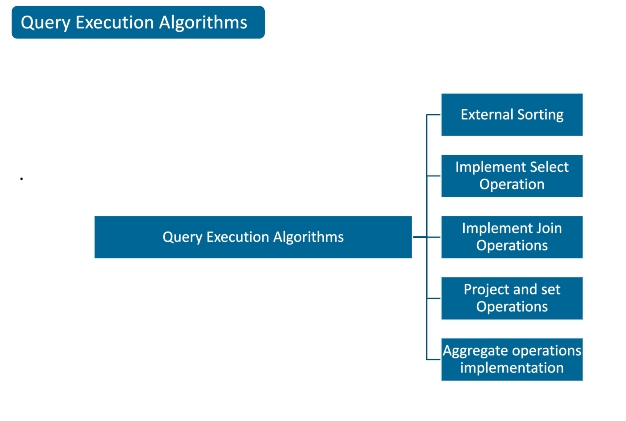 Query Execution Algorithms
External Sorting
Implement Select
Operation
Query Execution Algorithms
Implement Join
Operations
Project and set
Operations
Aggregate operations
implementation